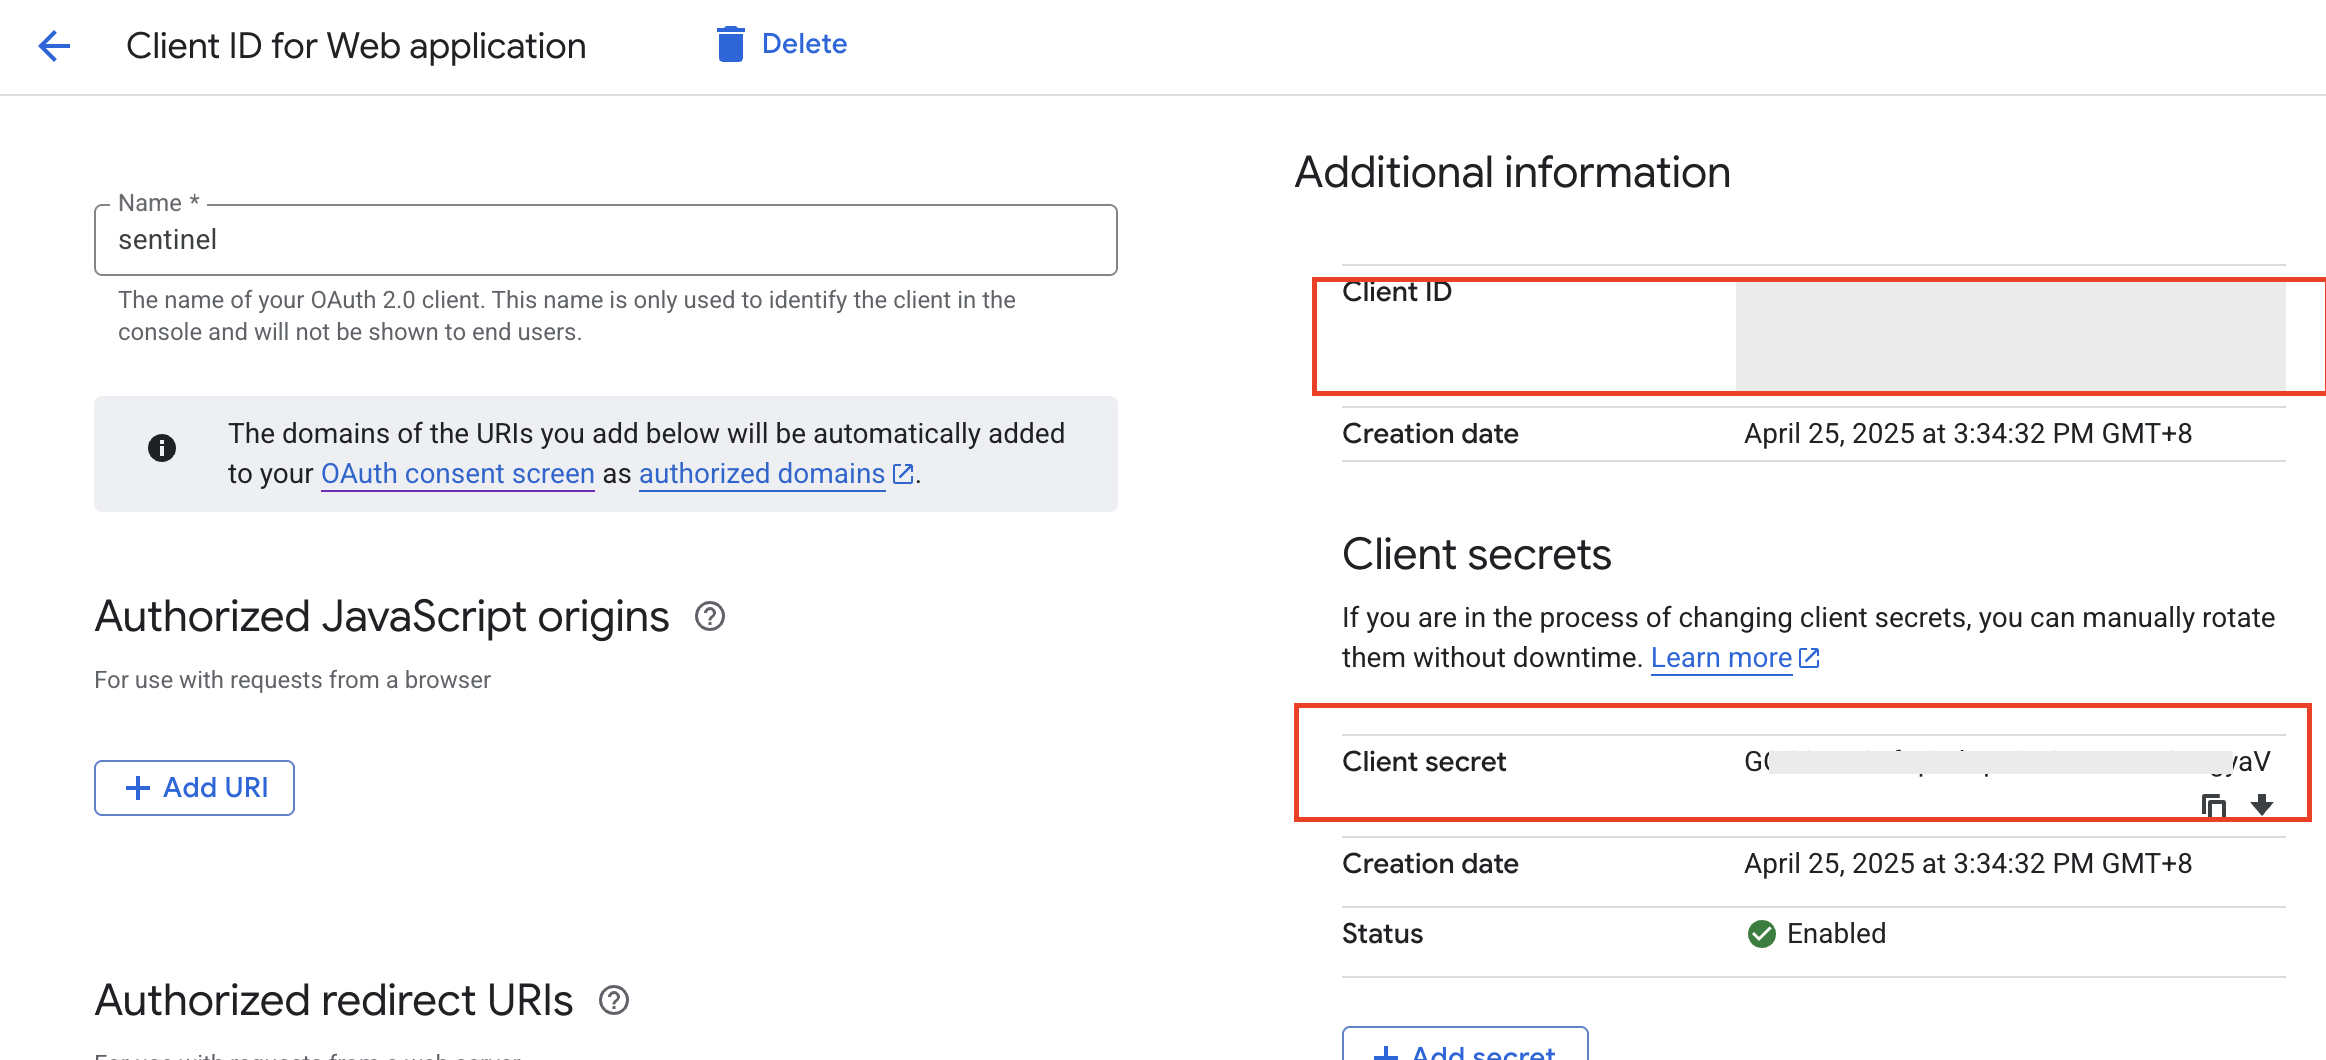 Client ID for Web application
Delete
Name *
sentinel
The name of your OAuth 2.0 client. This name is only used to identify the client in the
console and will not be shown to end users.
The domains of the URIs you add below will be automatically added
to your OAuth consent screen as authorized domains.
Authorized JavaScript origins
For use with requests from a browser
+ Add URI
Authorized redirect URIs
Additional information
Client ID
Creation date April 25, 2025 at 3:34:32 PM GMT+8
Client secrets
If you are in the process of changing client secrets, you can manually rotate
them without downtime. Learn more
Client secret
Creation date April 25, 2025 at 3:34:32 PM GMT+8
Status Enabled
+ Add secret